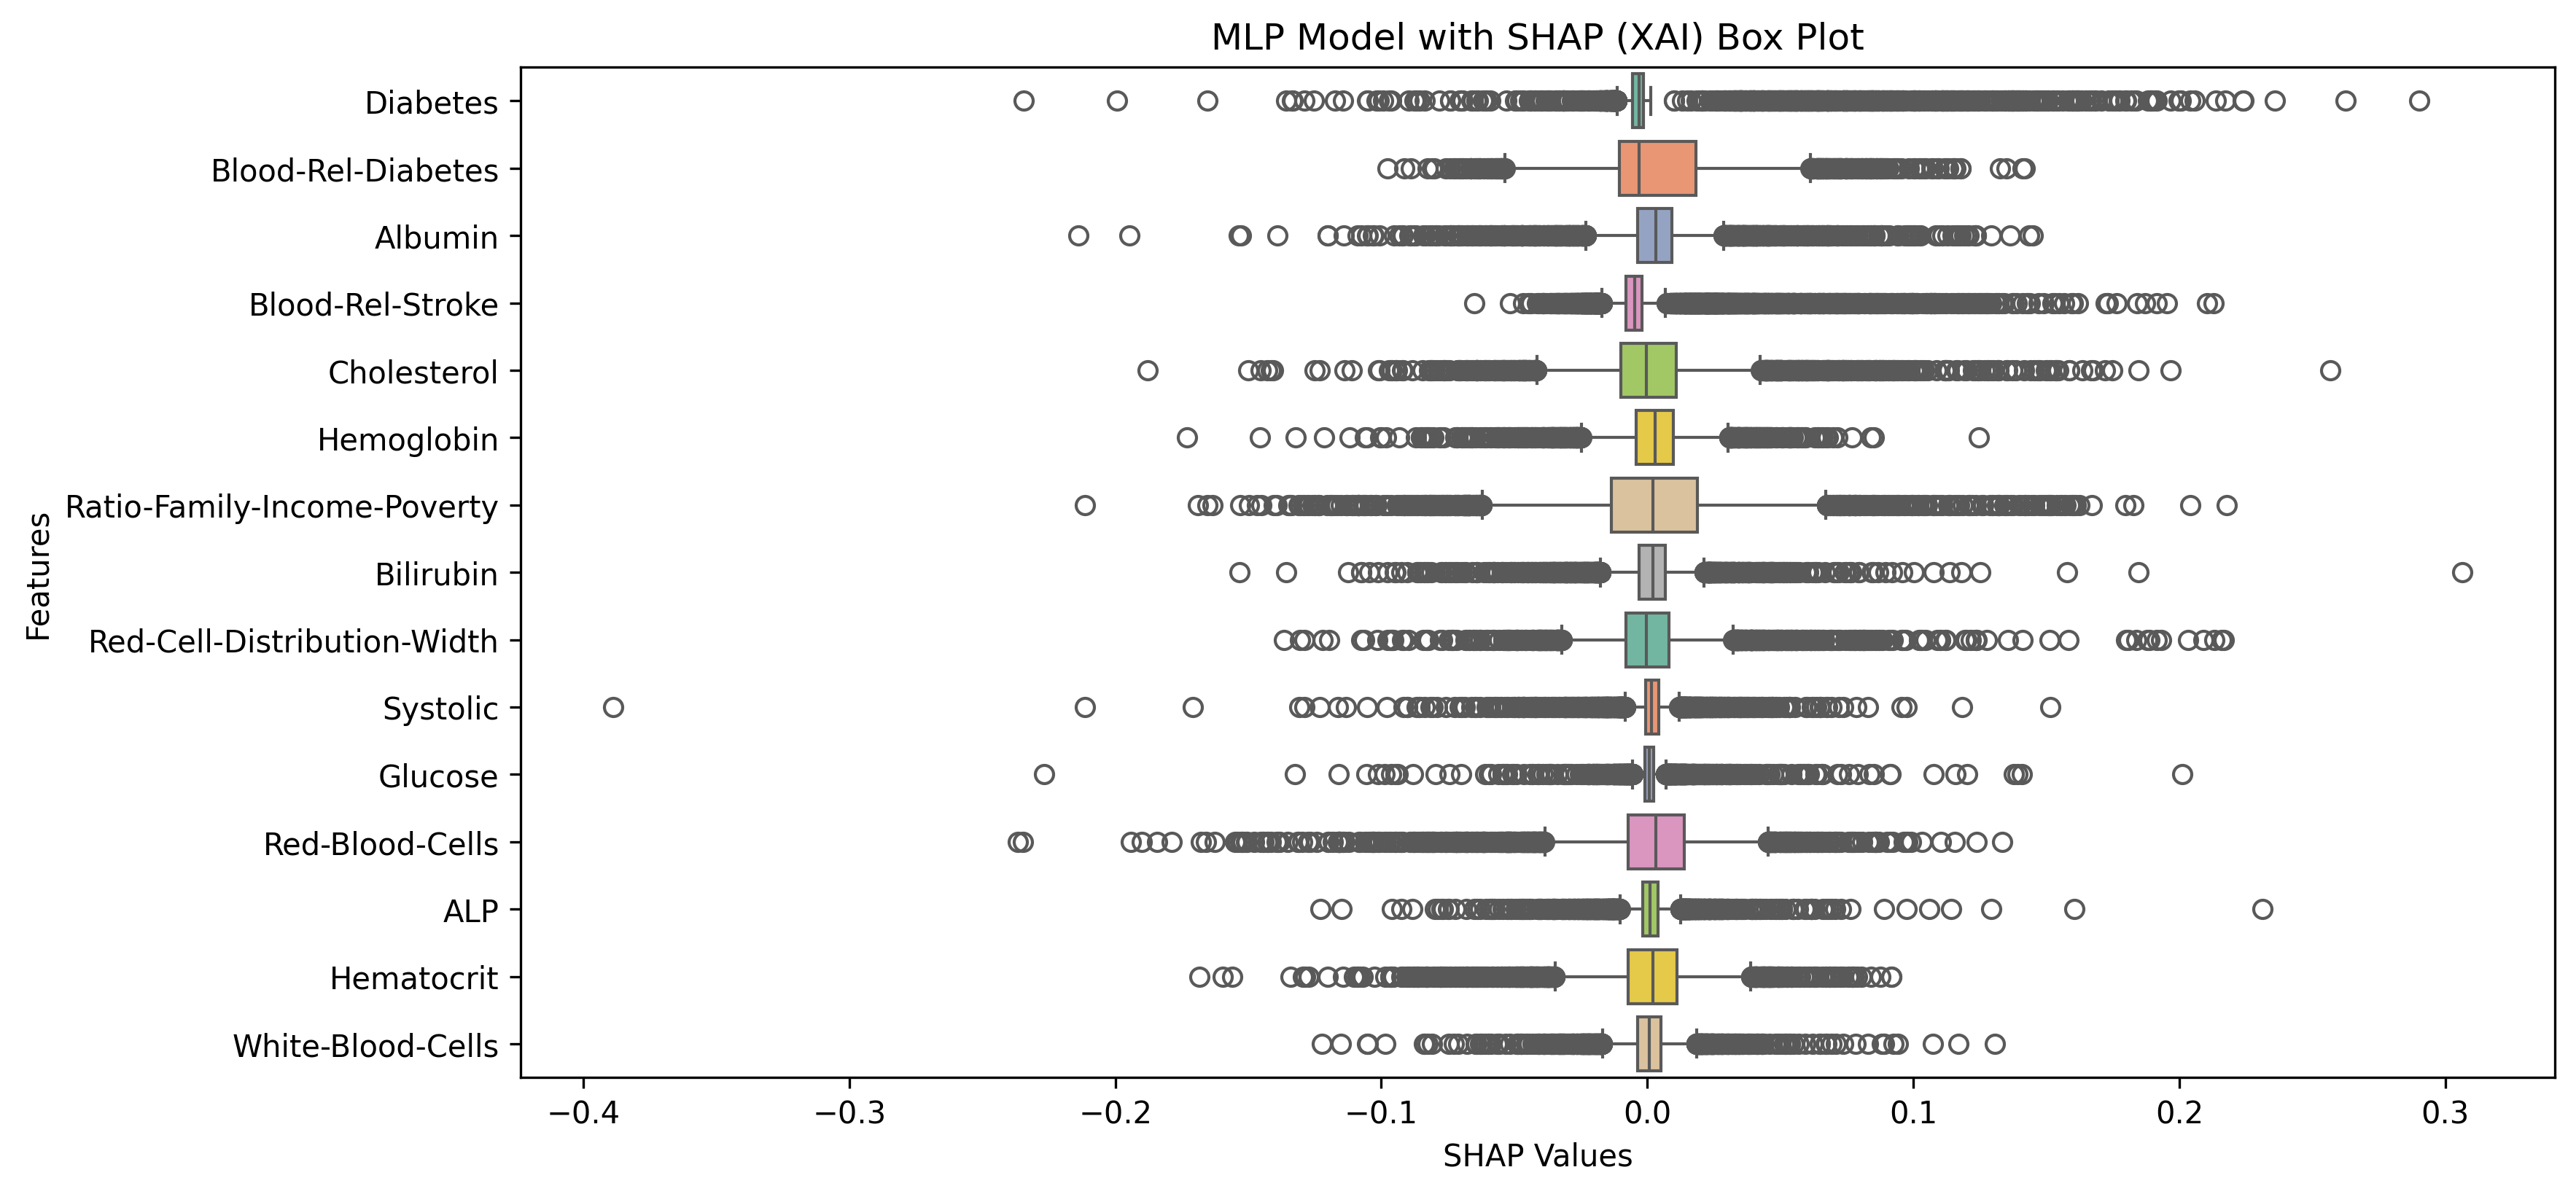 MLP Model with SHAP (XAI) Box Plot
Features
Diabetes
Blood-Rel-Diabetes
Albumin
Blood-Rel-Stroke
Cholesterol
Hemoglobin
Ratio-Family-Income-Poverty
Bilirubin
Red-Cell-Distribution-Width
Systolic
Glucose
Red-Blood-Cells
ALP
Hematocrit
White-Blood-Cells
−0.4 −0.3 −0.2 −0.1 0.0 0.1 0.2 0.3
SHAP Values